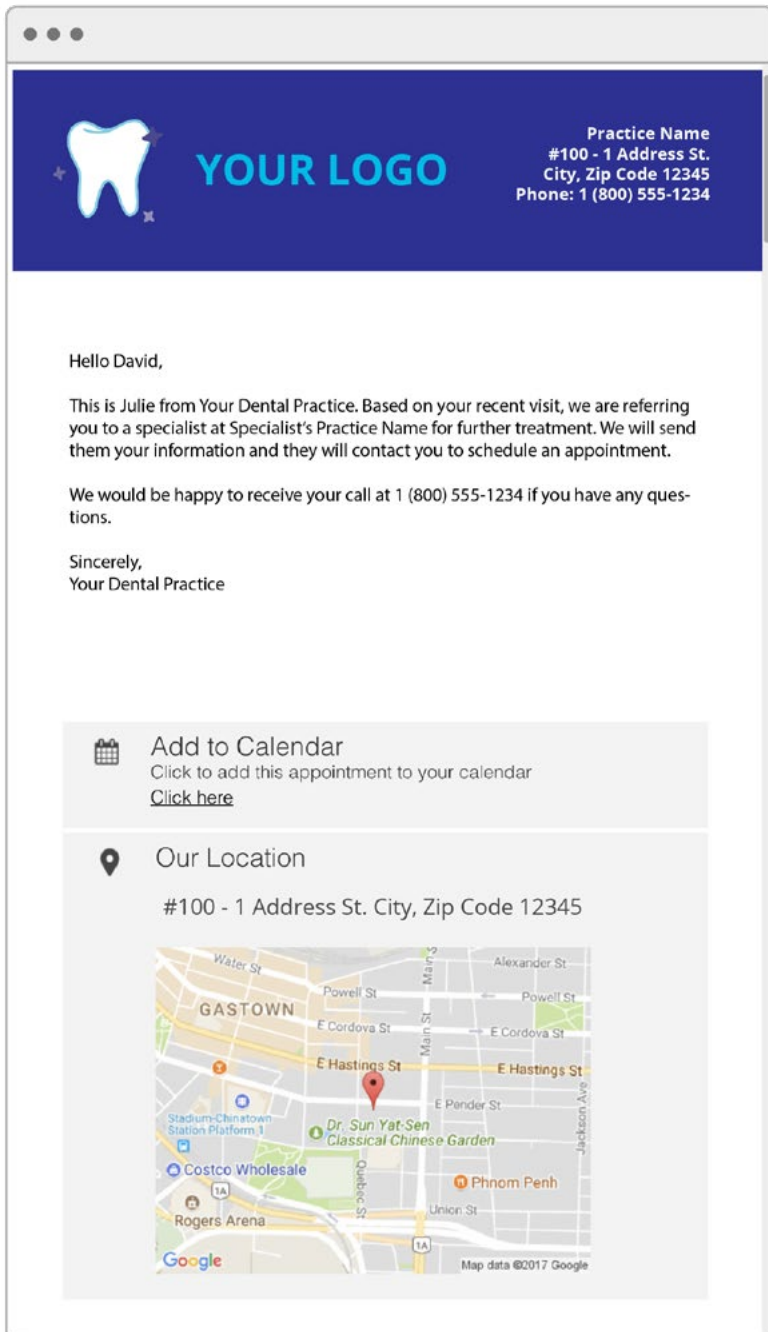 YOUR LOGO
Practice Name
#100 - 1 Address St.
City, Zip Code 12345
Phone: 1 (800) 555-1234
Hello David,
This is Julie from Your Dental Practice. Based on your recent visit, we are referring
you to a specialist at Specialist's Practice Name for further treatment. We will send
them your information and they will contact you to schedule an appointment.
We would be happy to receive your call at 1 (800) 555-1234 if you have any ques-
tions.
Sincerely,
Your Dental Practice
Add to Calendar
Click to add this appointment to your calendar
Click here
Our Location
#100 - 1 Address St. City, Zip Code 12345
Water St
Main S
Alexander St
Powell St
Powell St
GASTOWN
E Cordova St
Main St
E Cordova St
E Hastings St
E Hastings St
E Pender St
Jackson Ave
Stadium-Chinatown
Station Platform 1
Dr. Sun Yat-Sen
Classical Chinese Garden
Costco Wholesale
Quebec St
Phnom Penh
1A
Union St
Rogers Arena
1A
Google
Map data ©2017 Google